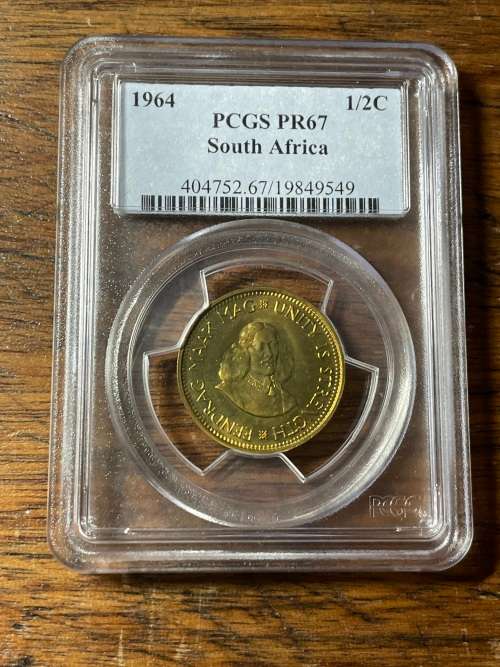 1964 1/2C
PCGS PR67
South Africa
404752.67/19849549
EENDRAG MAAK MAG UNITY IS STRENGTH
PCGS